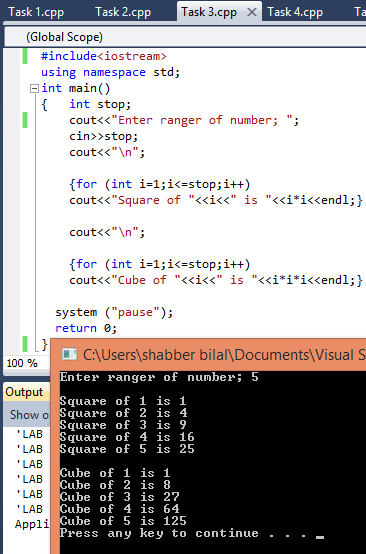 Task 1.cpp Task 2.cpp Task 3.cpp Task 4.cpp Ta
(Global Scope)
#include<iostream>
using namespace std;
int main()
{   int stop;
cout<<"Enter ranger of number; ";
cin>>stop;
cout<<"\n";
{for (int i=1;i<=stop;i++)
cout<<"Square of "<<i<<" is "<<i*i<<endl;}
cout<<"\n";
{for (int i=1;i<=stop;i++)
cout<<"Cube of "<<i<<" is "<<i*i*i<<endl;}
system ("pause");
return 0;
}
100 %
Output
Show o
'LAB
'LAB
'LAB
'LAB
'LAB
'LAB
Appli
C:\Users\shabber bilal\Documents\Visual S
Enter ranger of number; 5
Square of 1 is 1
Square of 2 is 4
Square of 3 is 9
Square of 4 is 16
Square of 5 is 25
Cube of 1 is 1
Cube of 2 is 8
Cube of 3 is 27
Cube of 4 is 64
Cube of 5 is 125
Press any key to continue . . . _